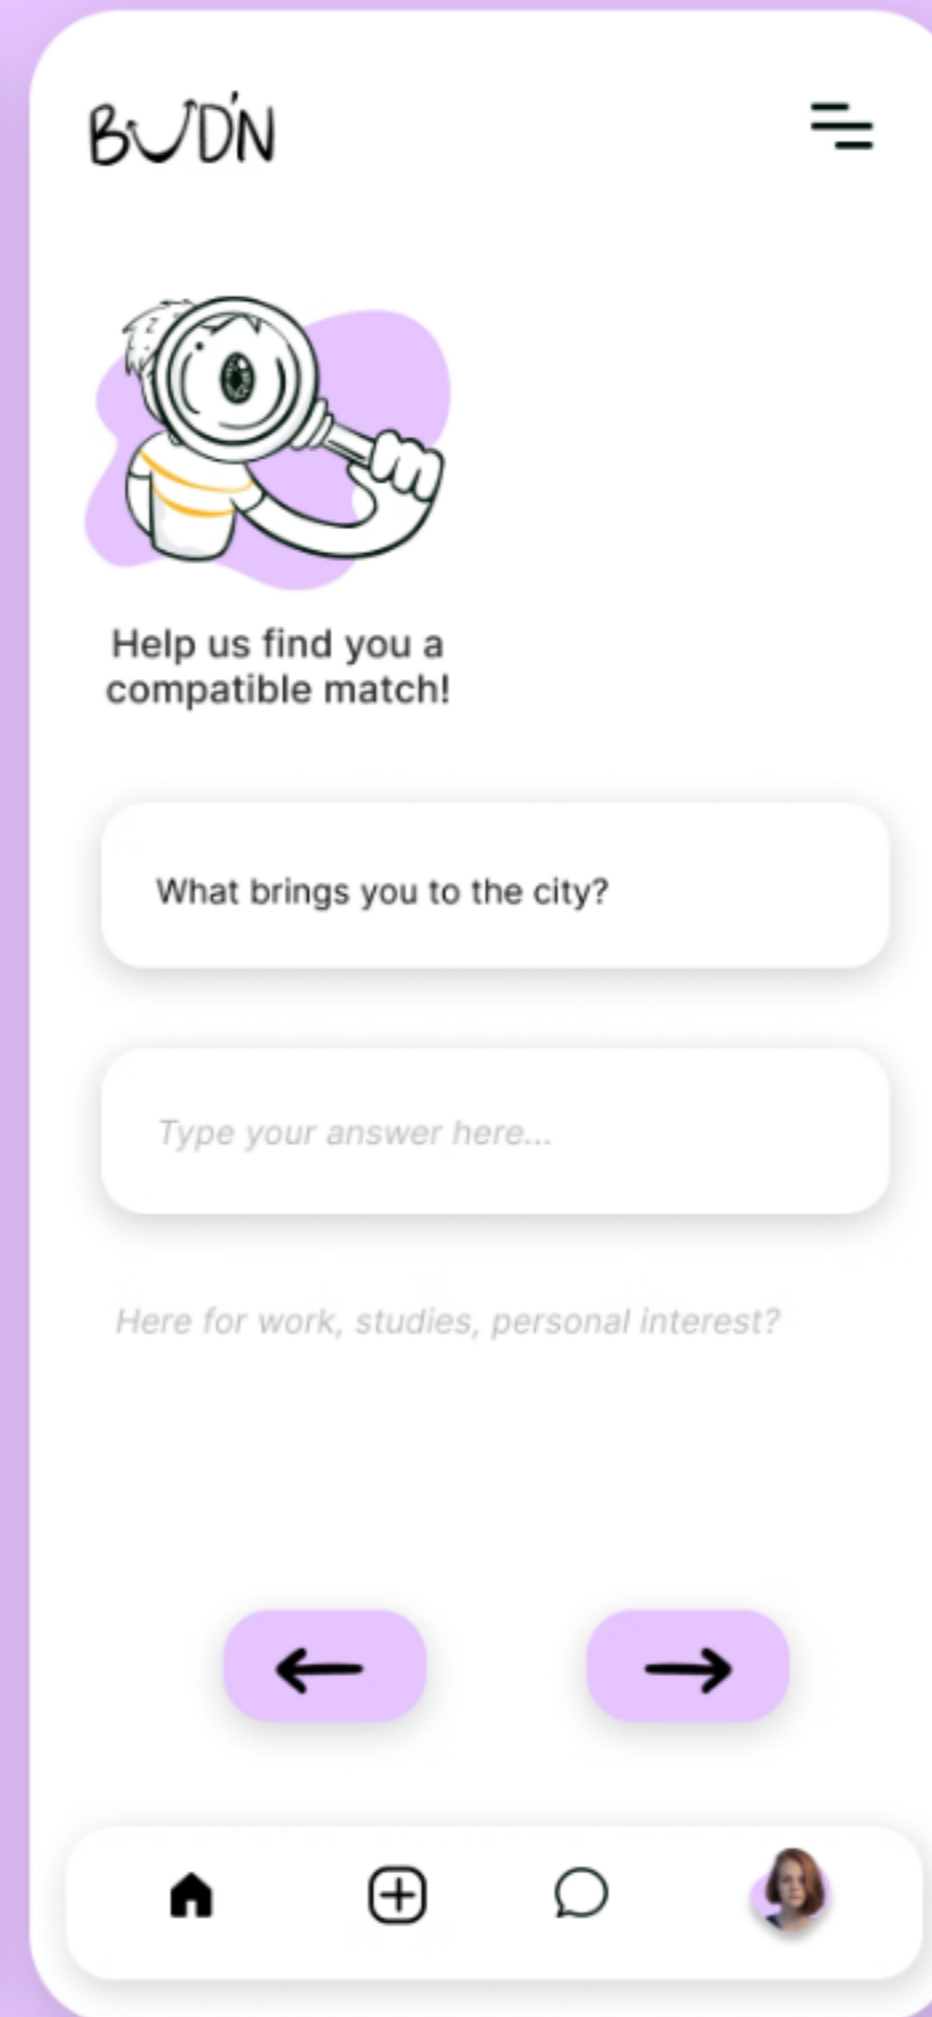 BUD'N
Help us find you a
compatible match!
What brings you to the city?
Type your answer here...
Here for work, studies, personal interest?